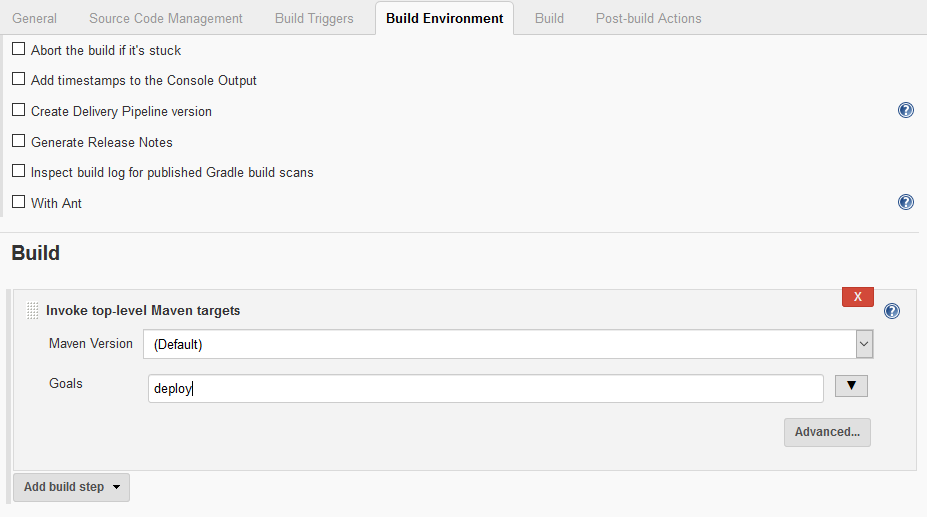 General Source Code Management Build Triggers Build Environment Build Post-build Actions
Abort the build if it's stuck
Add timestamps to the Console Output
Create Delivery Pipeline version ?
Generate Release Notes
Inspect build log for published Gradle build scans
With Ant ?
Build
X
Invoke top-level Maven targets ?
Maven Version (Default)
Goals deploy
Advanced...
Add build step